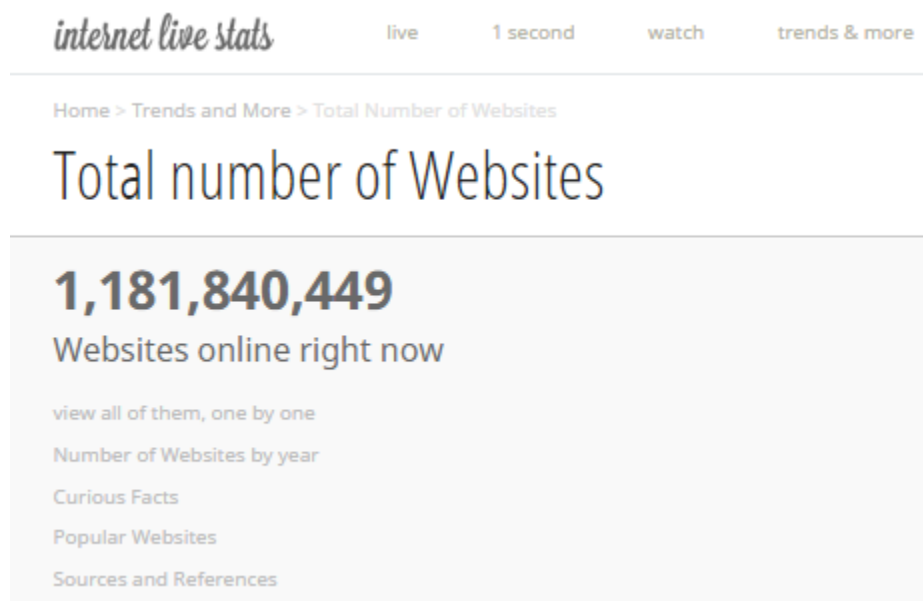 internet live stats live 1 second watch trends & more
Home > Trends and More > Total Number of Websites
Total number of Websites
1,181,840,449
Websites online right now
view all of them, one by one
Number of Websites by year
Curious Facts
Popular Websites
Sources and References